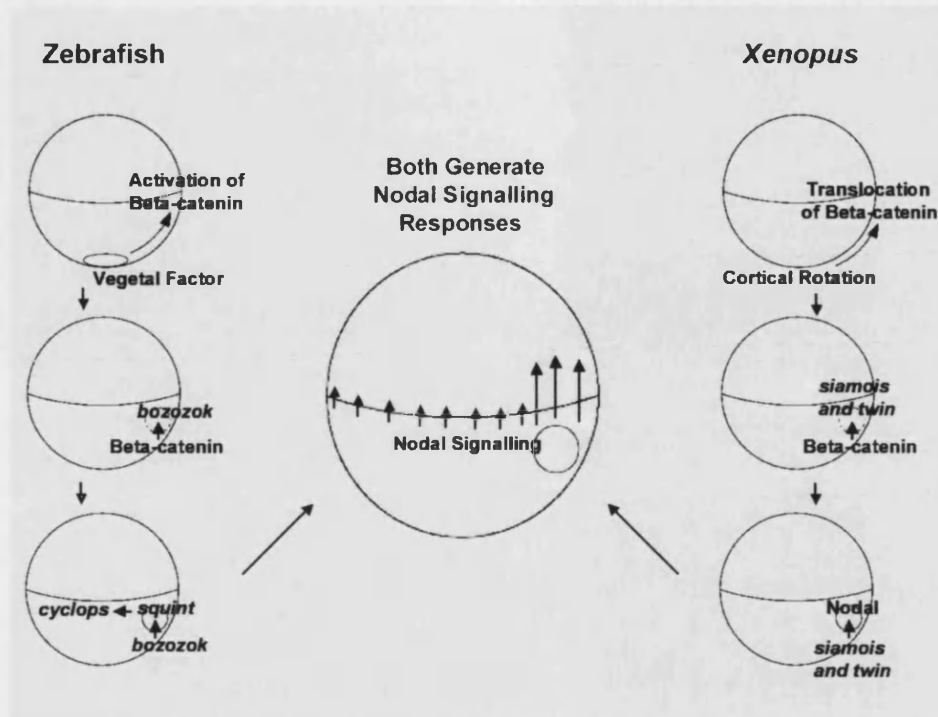 Zebrafish
Activation of
Beta-catenin
Vegetal Factor
bozozok
Beta-catenin
cyclops
squint
bozozok
Both Generate
Nodal Signalling
Responses
Nodal Signalling
Xenopus
Translocation
of Beta-catenin
Cortical Rotation
siamois
and twin
Beta-catenin
Nodal
siamois
and twin